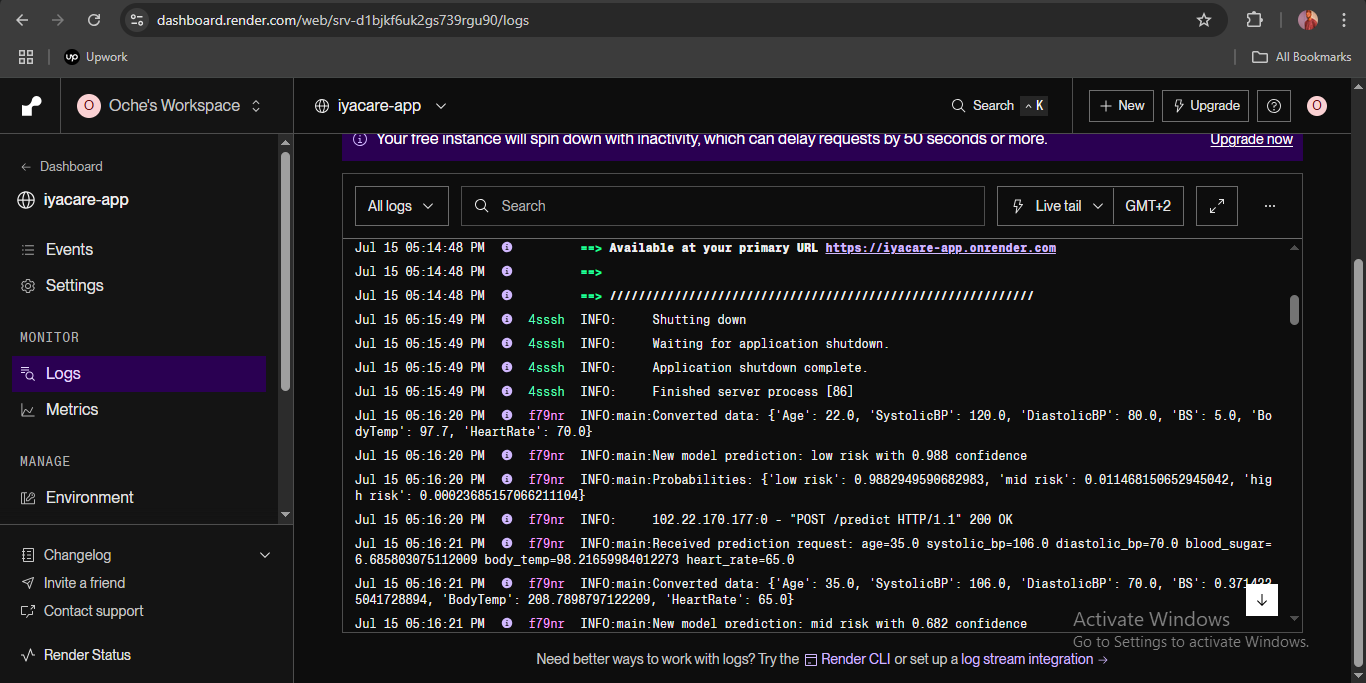 dashboard.render.com/web/srv-d1bjkf6uk2gs739rgu90/logs
up Upwork
All Bookmarks
O Oche's Workspace
iyacare-app
Search ^ K
+ New
Upgrade
O
← Dashboard
iyacare-app
Events
Settings
MONITOR
Logs
Metrics
MANAGE
Environment
Changelog
Invite a friend
Contact support
Render Status
Your free instance will spin down with inactivity, which can delay requests by 50 seconds or more.
Upgrade now
All logs
Search
Live tail
GMT+2
Jul 15 05:14:48 PM ==> Available at your primary URL https://iyacare-app.onrender.com
Jul 15 05:14:48 PM ==>
Jul 15 05:14:48 PM ==> ///////////////////////////////////////////////////////////
Jul 15 05:15:49 PM 4sssh INFO: Shutting down
Jul 15 05:15:49 PM 4sssh INFO: Waiting for application shutdown.
Jul 15 05:15:49 PM 4sssh INFO: Application shutdown complete.
Jul 15 05:15:49 PM 4sssh INFO: Finished server process [86]
Jul 15 05:16:20 PM f79nr INFO:main:Converted data: {'Age': 22.0, 'SystolicBP': 120.0, 'DiastolicBP': 80.0, 'BS': 5.0, 'Bo
dyTemp': 97.7, 'HeartRate': 70.0}
Jul 15 05:16:20 PM f79nr INFO:main:New model prediction: low risk with 0.988 confidence
Jul 15 05:16:20 PM f79nr INFO:main:Probabilities: {'low risk': 0.9882949590682983, 'mid risk': 0.011468150652945042, 'hig
h risk': 0.00023685157066211104}
Jul 15 05:16:20 PM f79nr INFO: 102.22.170.177:0 - "POST /predict HTTP/1.1" 200 OK
Jul 15 05:16:21 PM f79nr INFO:main:Received prediction request: age=35.0 systolic_bp=106.0 diastolic_bp=70.0 blood_sugar=
6.685803075112009 body_temp=98.21659984012273 heart_rate=65.0
Jul 15 05:16:21 PM f79nr INFO:main:Converted data: {'Age': 35.0, 'SystolicBP': 106.0, 'DiastolicBP': 70.0, 'BS':
5041728894, 'BodyTemp': 208.7898797122209, 'HeartRate': 65.0}
Jul 15 05:16:21 PM f79nr INFO:main:New model prediction: mid risk with 0.682 confidence
Activate Windows
Go to Settings to activate Windows.
Need better ways to work with logs? Try the Render CLI or set up a log stream integration →